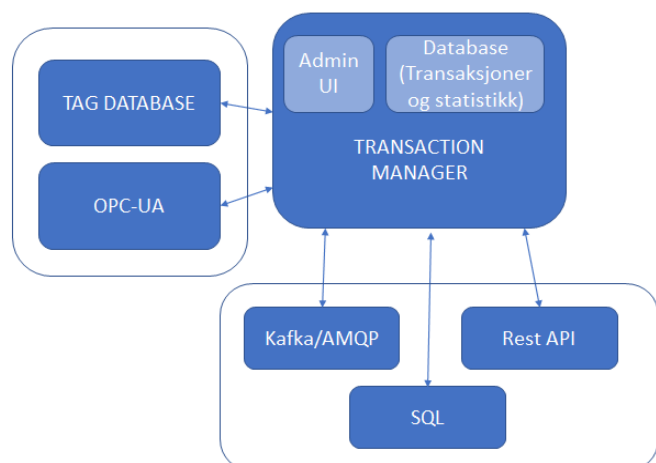 Admin
UI
Database
(Transaksjoner
og statistikk)
TRANSACTION
MANAGER
TAG DATABASE
OPC-UA
Kafka/AMQP
Rest API
SQL